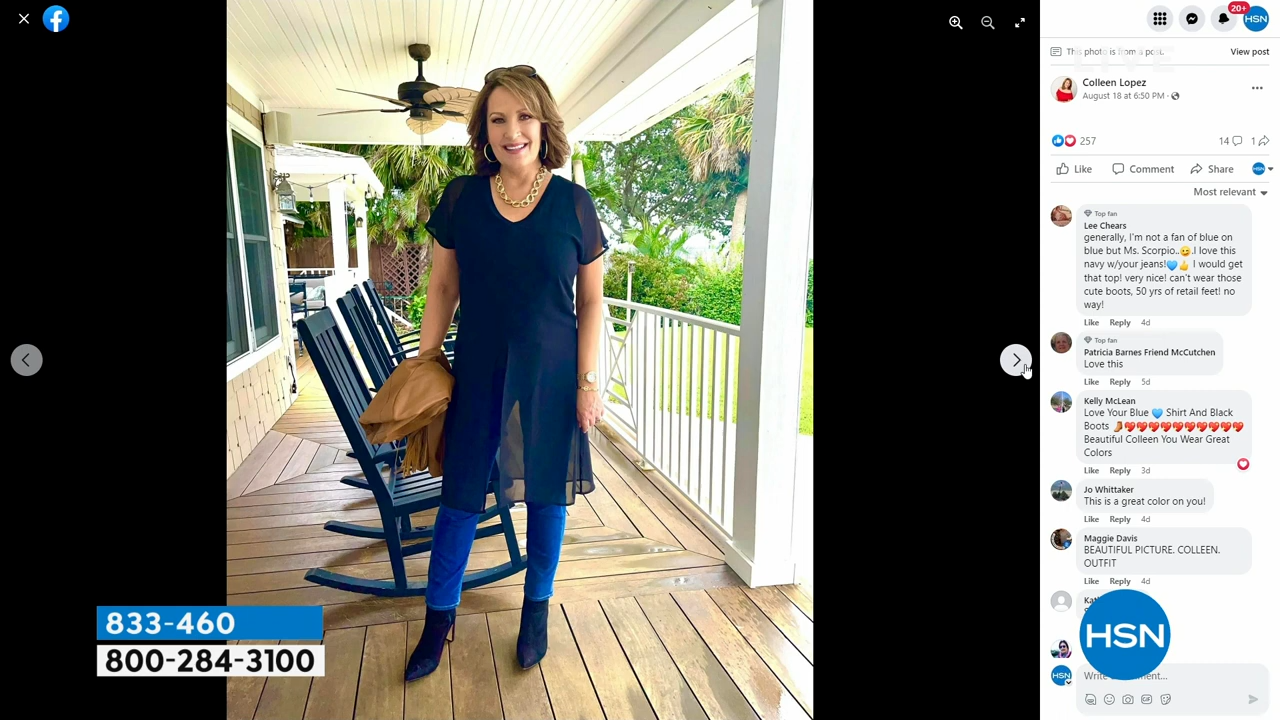 20+
HSN
This photo is from a post.
View post
LIVE
Colleen Lopez
August 18 at 6:50 PM ·
257
14
1
Like
Comment
Share
Most relevant
Top fan
Lee Chears
generally, I'm not a fan of blue on
blue but Ms. Scorpio..😉.I love this
navy w/your jeans!💙👍 I would get
that top! very nice! can't wear those
cute boots, 50 yrs of retail feet! no
way!
Like Reply 4d
Top fan
Patricia Barnes Friend McCutchen
Love this
Like Reply 5d
Kelly McLean
Love Your Blue 💙 Shirt And Black
Boots 👢💖💖💖💖💖💖💖💖💖💖
Beautiful Colleen You Wear Great
Colors
Like Reply 3d
Jo Whittaker
This is a great color on you!
Like Reply 4d
Maggie Davis
BEAUTIFUL PICTURE. COLLEEN.
OUTFIT
Like Reply 4d
HSN
HSN
GIF
833-460
800-284-3100